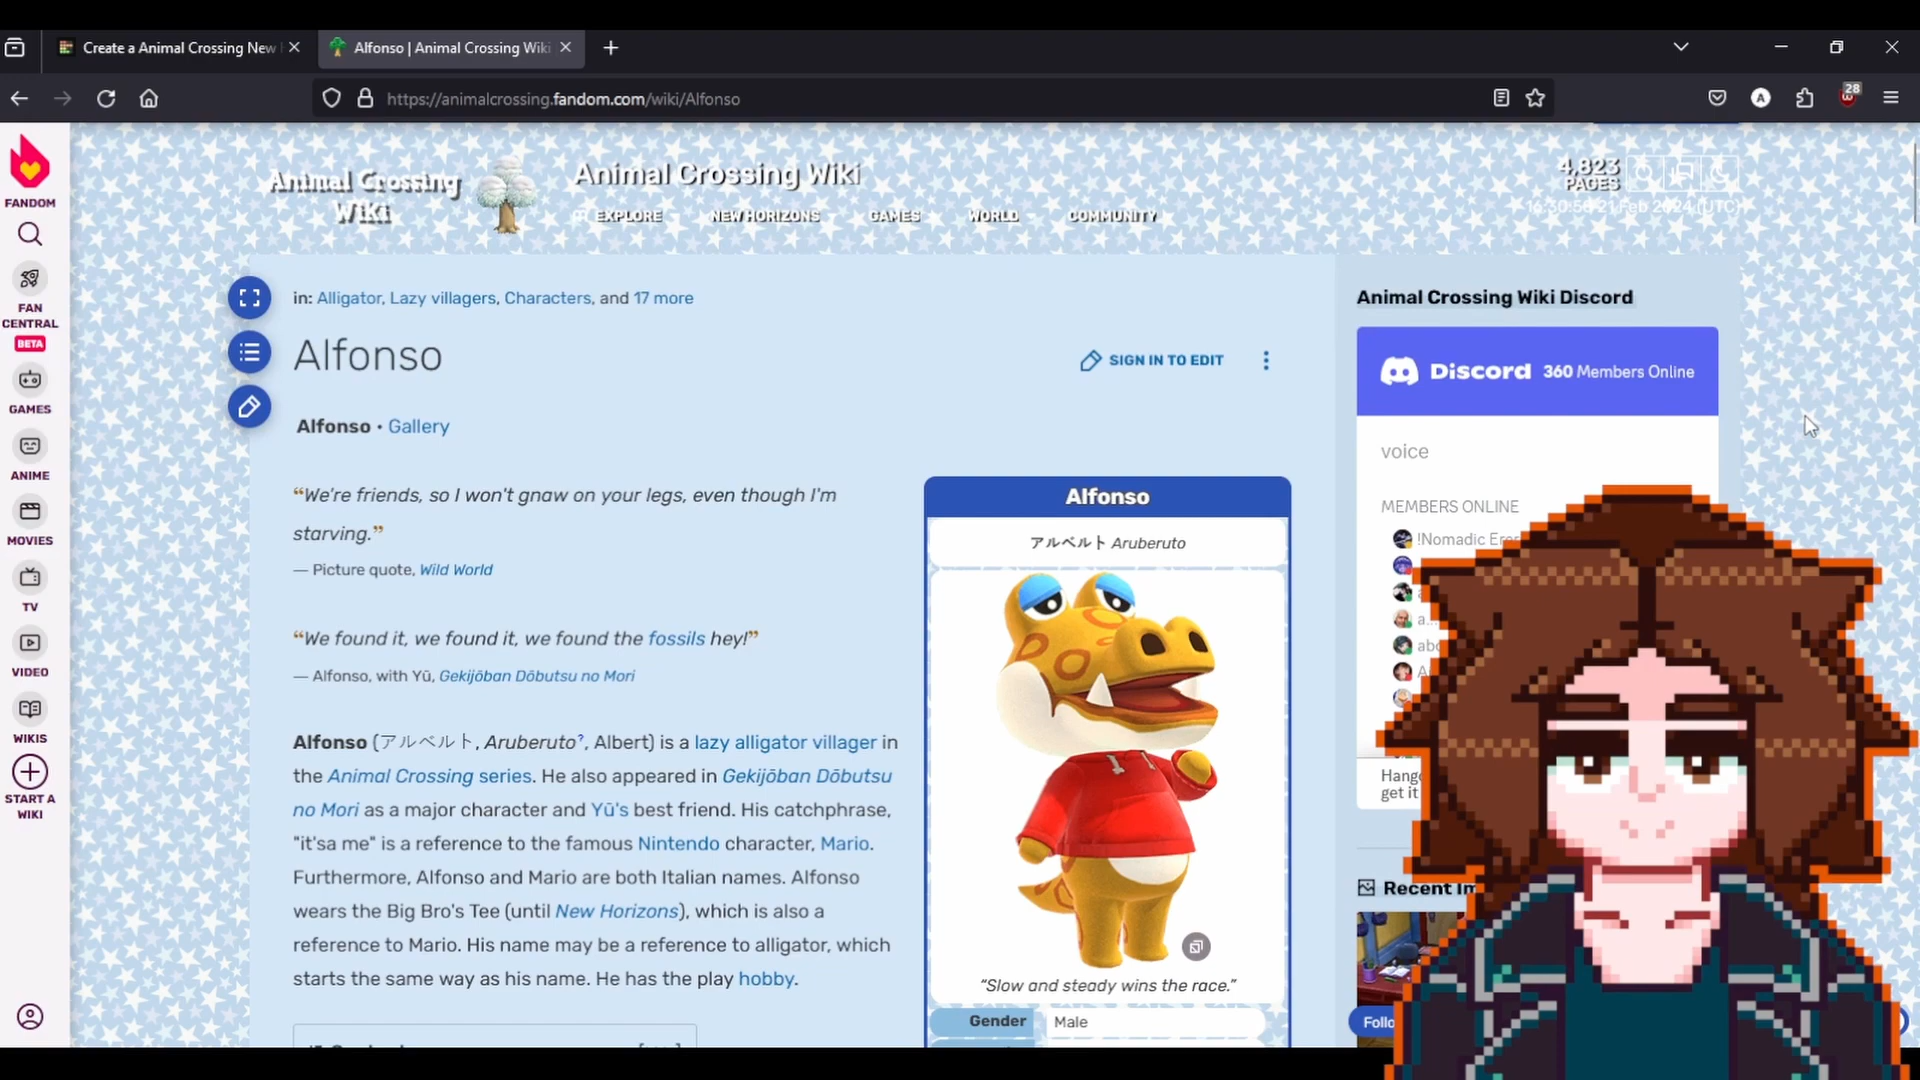 Create a Animal Crossing New
Alfonso | Animal Crossing Wiki
https://animalcrossing.fandom.com/wiki/Alfonso
28
FANDOM
FAN
CENTRAL
BETA
GAMES
ANIME
MOVIES
TV
VIDEO
WIKIS
START A
WIKI
Animal Crossing
Wiki
Animal Crossing Wiki
EXPLORE
NEW HORIZONS
GAMES
WORLD
COMMUNITY
4,823
PAGES
21 Feb 2024 (UTC)
in: Alligator, Lazy villagers, Characters, and 17 more
Alfonso
SIGN IN TO EDIT
Alfonso • Gallery
“We're friends, so I won't gnaw on your legs, even though I'm
starving.”
— Picture quote, Wild World
“We found it, we found it, we found the fossils hey!”
— Alfonso, with Yū, Gekijōban Dōbutsu no Mori
Alfonso (アルベルト, Aruberuto?, Albert) is a lazy alligator villager in
the Animal Crossing series. He also appeared in Gekijōban Dōbutsu
no Mori as a major character and Yū's best friend. His catchphrase,
"it'sa me" is a reference to the famous Nintendo character, Mario.
Furthermore, Alfonso and Mario are both Italian names. Alfonso
wears the Big Bro's Tee (until New Horizons), which is also a
reference to Mario. His name may be a reference to alligator, which
starts the same way as his name. He has the play hobby.
Alfonso
アルベルト Aruberuto
“Slow and steady wins the race.”
Gender
Male
Animal Crossing Wiki Discord
Discord
360 Members Online
voice
MEMBERS ONLINE
!Nomadic
a...
Hang
get it
Recent
Follo